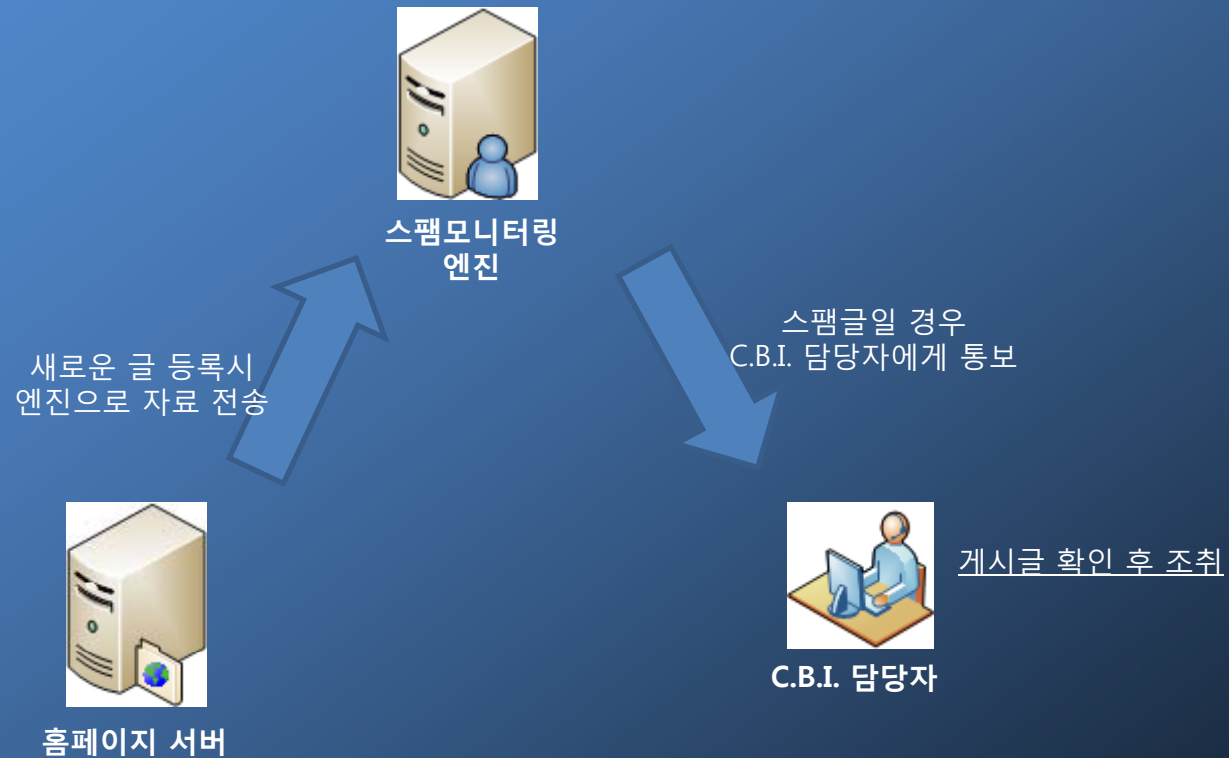 스팸모니터링
엔진
새로운 글 등록시
엔진으로 자료 전송
스팸글일 경우
C.B.I. 담당자에게 통보
게시글 확인 후 조취
C.B.I. 담당자
홈페이지 서버